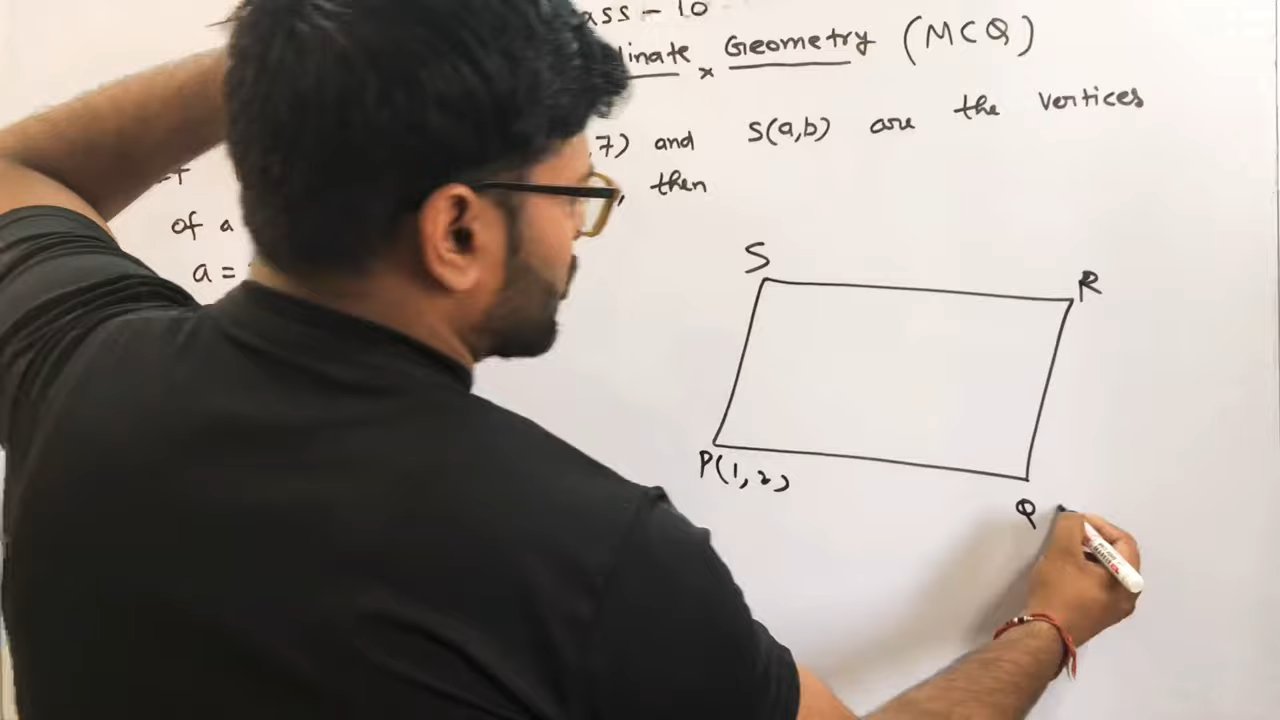 ass - 10
inate Geometry (MCQ)
,7) and S(a,b) are the vertices
of a , then
a =
S
R
P(1,2)
Q